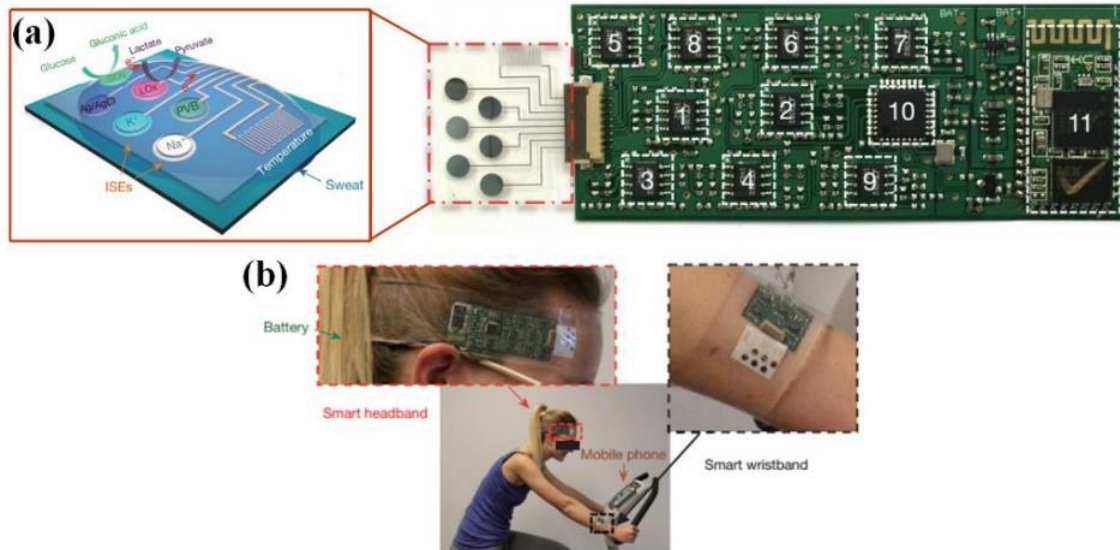 (a)
Gluconic acid
Glucose
Lactate
Pyruvate
e⁻
GOx
LOx
e⁻
Ag/AgCl
PVB
K⁺
Na⁺
Temperature
ISEs
Sweat
BAT-
BAT+
5
8
6
7
1
2
10
11
3
4
9
(b)
Battery
Smart headband
Mobile phone
Smart wristband